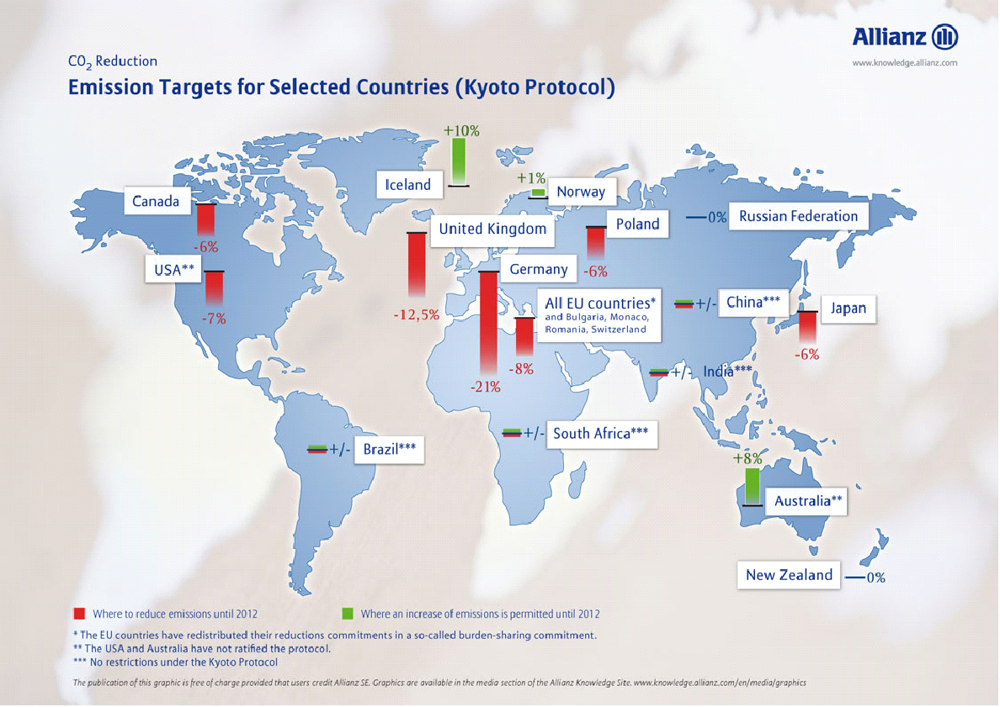 Allianz
www.knowledge.allianz.com
CO2 Reduction
Emission Targets for Selected Countries (Kyoto Protocol)
+10%
Iceland
+1%
Norway
Canada
-6%
United Kingdom
-12,5%
Poland
-6%
0%
Russian Federation
USA**
-7%
Germany
-21%
All EU countries*
and Bulgaria, Monaco,
Romania, Switzerland
-8%
+/-
China***
Japan
-6%
+/-
India***
+/-
South Africa***
+/-
Brazil***
+8%
Australia**
New Zealand
0%
Where to reduce emissions until 2012
Where an increase of emissions is permitted until 2012
* The EU countries have redistributed their reductions commitments in a so-called burden-sharing commitment.
** The USA and Australia have not ratified the protocol.
*** No restrictions under the Kyoto Protocol
The publication of this graphic is free of charge provided that users credit Allianz SE. Graphics are available in the media section of the Allianz Knowledge Site. www.knowledge.allianz.com/en/media/graphics